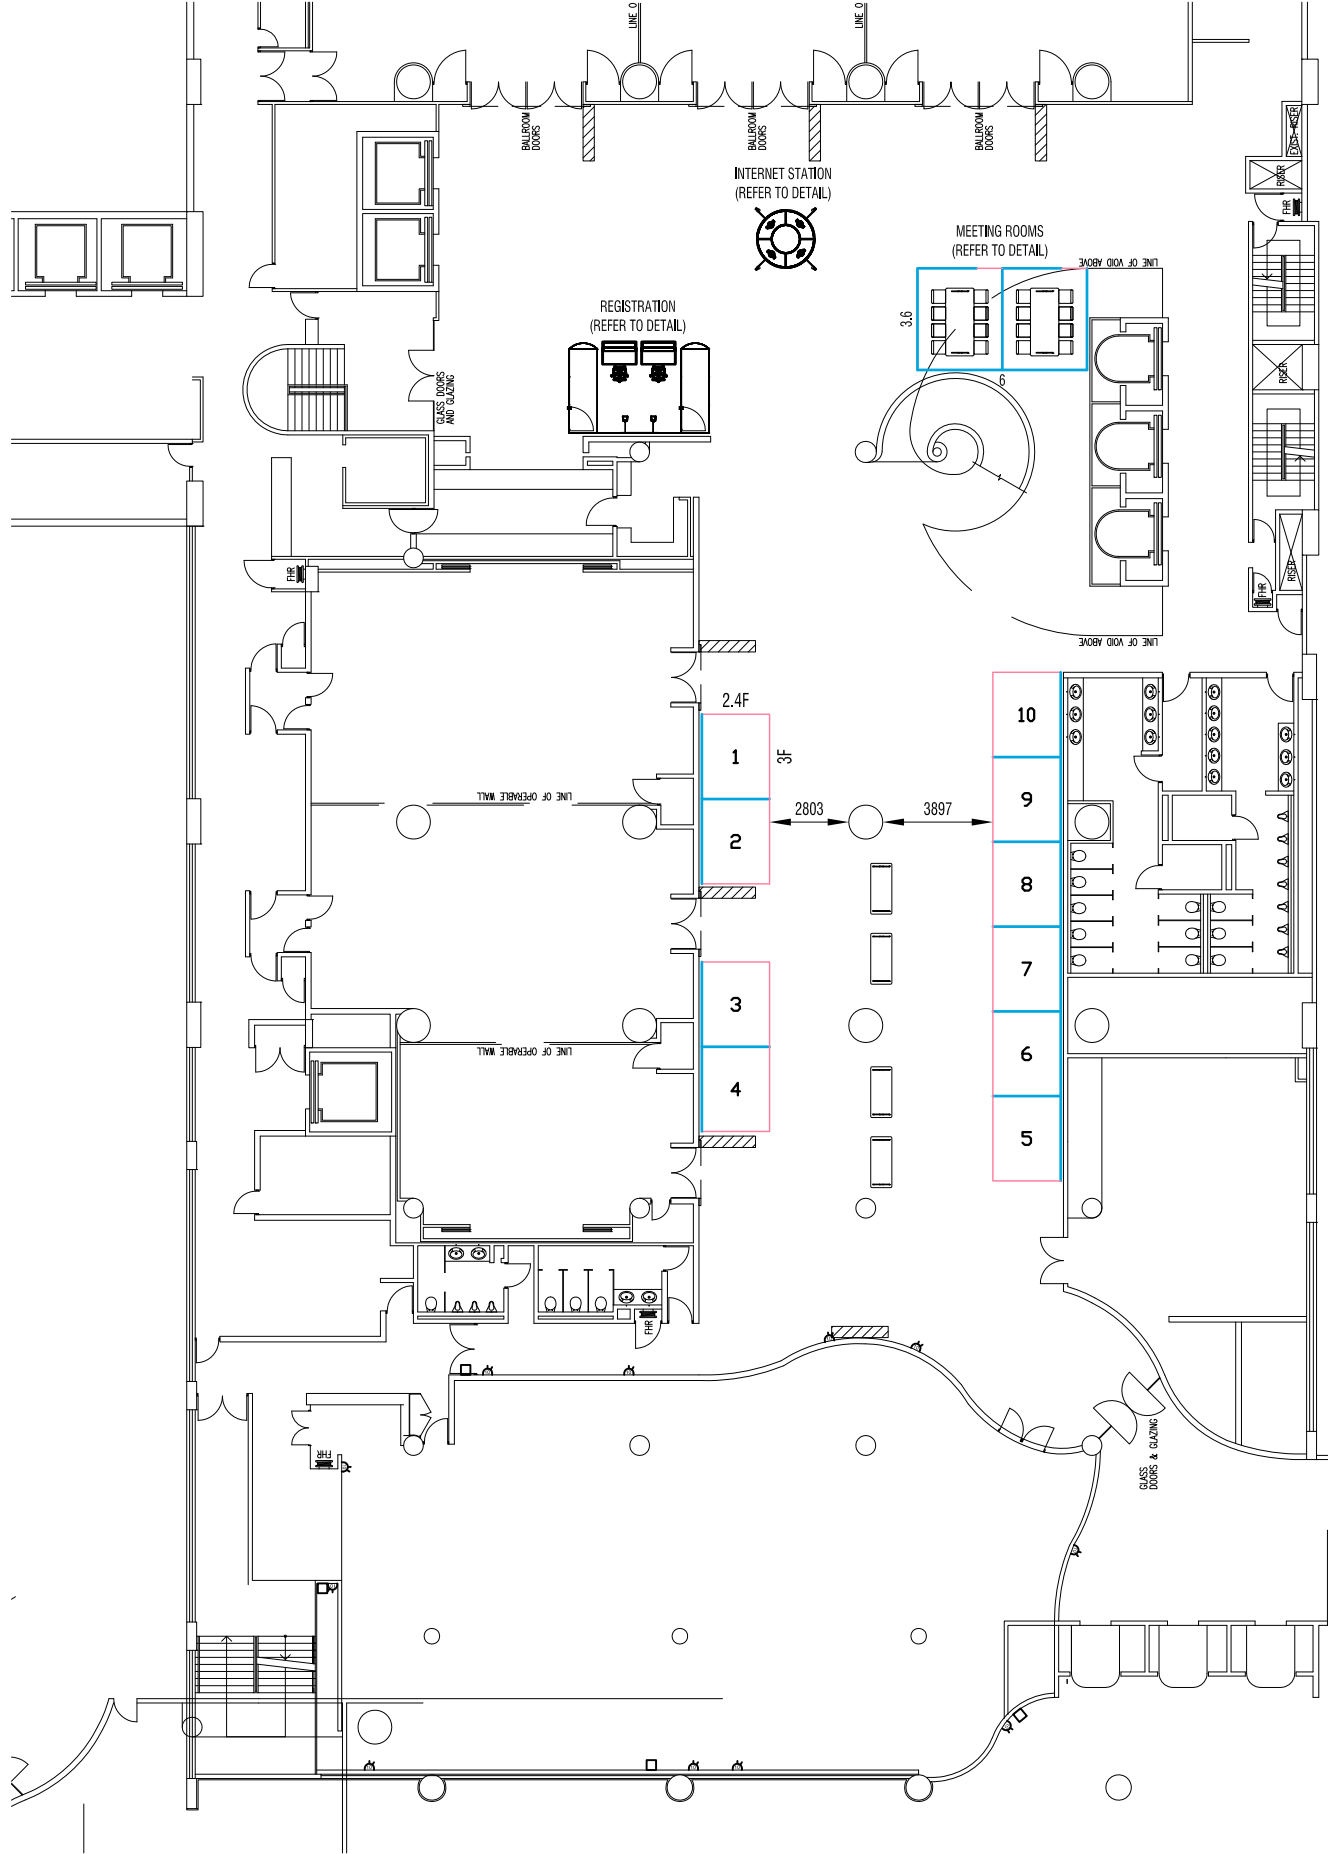 LINE O
LINE O
BALLROOM
DOORS
BALLROOM
DOORS
BALLROOM
DOORS
EXIST. RISER
RISER
FHR
INTERNET STATION
(REFER TO DETAIL)
MEETING ROOMS
(REFER TO DETAIL)
LINE OF VOID ABOVE
3.6
6
REGISTRATION
(REFER TO DETAIL)
GLASS DOORS
AND GLAZING
RISER
RISER
FHR
FHR
LINE OF VOID ABOVE
2.4F
3F
1
2
3
4
10
9
8
7
6
5
2803
3897
LINE OF OPERABLE WALL
LINE OF OPERABLE WALL
FHR
FHR
GLASS
DOORS & GLAZING